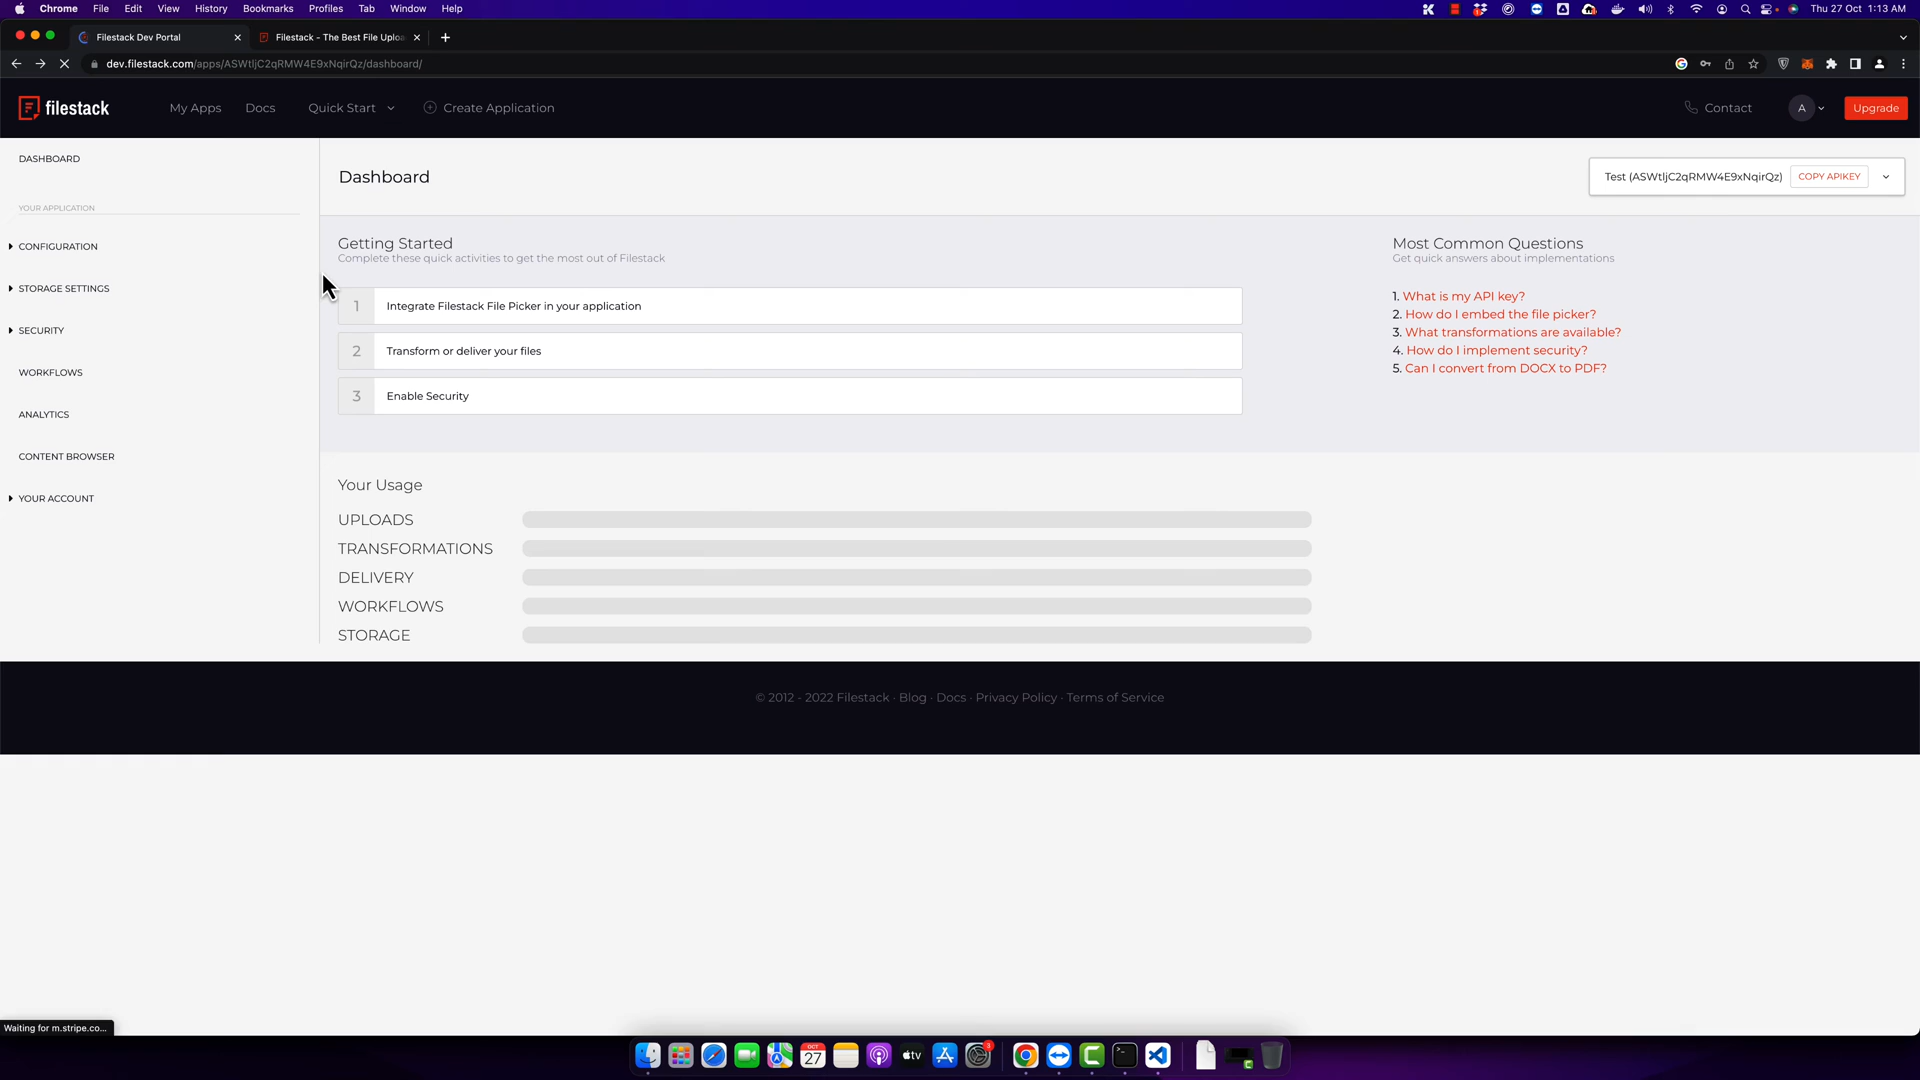 Chrome File Edit View History Bookmarks Profiles Tab Window Help Thu 27 Oct 1:13 AM
Filestack Dev Portal Filestack - The Best File Uploa
dev.filestack.com/apps/ASWtljC2qRMW4E9xNqirQz/dashboard/
filestack My Apps Docs Quick Start Create Application Contact A Upgrade
DASHBOARD
YOUR APPLICATION
CONFIGURATION
STORAGE SETTINGS
SECURITY
WORKFLOWS
ANALYTICS
CONTENT BROWSER
YOUR ACCOUNT
Dashboard
Test (ASWtljC2qRMW4E9xNqirQz) COPY APIKEY
Getting Started
Complete these quick activities to get the most out of Filestack
1 Integrate Filestack File Picker in your application
2 Transform or deliver your files
3 Enable Security
Most Common Questions
Get quick answers about implementations
1. What is my API key?
2. How do I embed the file picker?
3. What transformations are available?
4. How do I implement security?
5. Can I convert from DOCX to PDF?
Your Usage
UPLOADS
TRANSFORMATIONS
DELIVERY
WORKFLOWS
STORAGE
© 2012 - 2022 Filestack · Blog · Docs · Privacy Policy · Terms of Service
Waiting for m.stripe.co...
OCT
27
tv
3